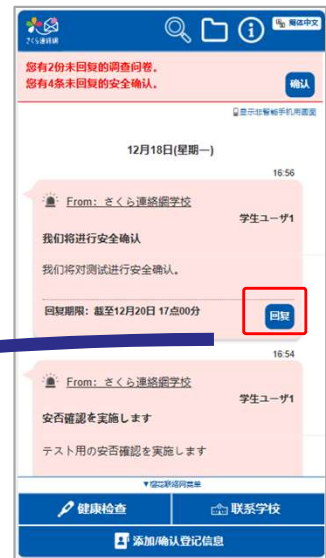 さくら連絡網
简体中文
您有2份未回复的调查问卷。
您有4条未回复的安全确认。
确认
显示非智能手机用画面
12月18日(星期一)
16:56
From: さくら連絡網学校
学生ユーザ1
我们将进行安全确认
我们将对测试进行安全确认。
回复期限：截至12月20日 17点00分
回复
16:54
From: さくら連絡網学校
学生ユーザ1
安否確認を実施します
テスト用の安否確認を実施します
▼樱花联络网菜单
健康检查
联系学校
添加/确认登记信息